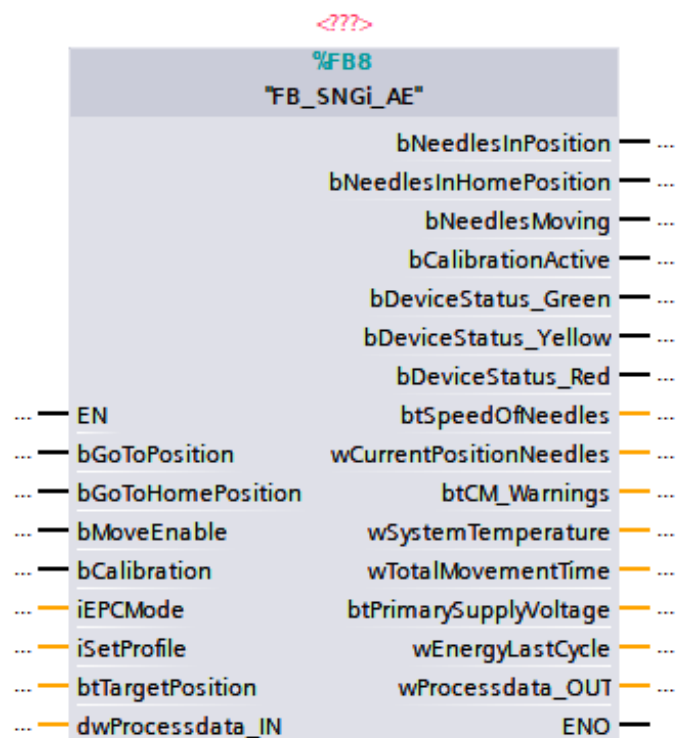 <???>
%FB8
"FB_SNGi_AE"
bNeedlesInPosition ...
bNeedlesInHomePosition ...
bNeedlesMoving ...
bCalibrationActive ...
bDeviceStatus_Green ...
bDeviceStatus_Yellow ...
bDeviceStatus_Red ...
... EN btSpeedOfNeedles ...
... bGoToPosition wCurrentPositionNeedles ...
... bGoToHomePosition btCM_Warnings ...
... bMoveEnable wSystemTemperature ...
... bCalibration wTotalMovementTime ...
... iEPCMode btPrimarySupplyVoltage ...
... iSetProfile wEnergyLastCycle ...
... btTargetPosition wProcessdata_OUT ...
... dwProcessdata_IN ENO